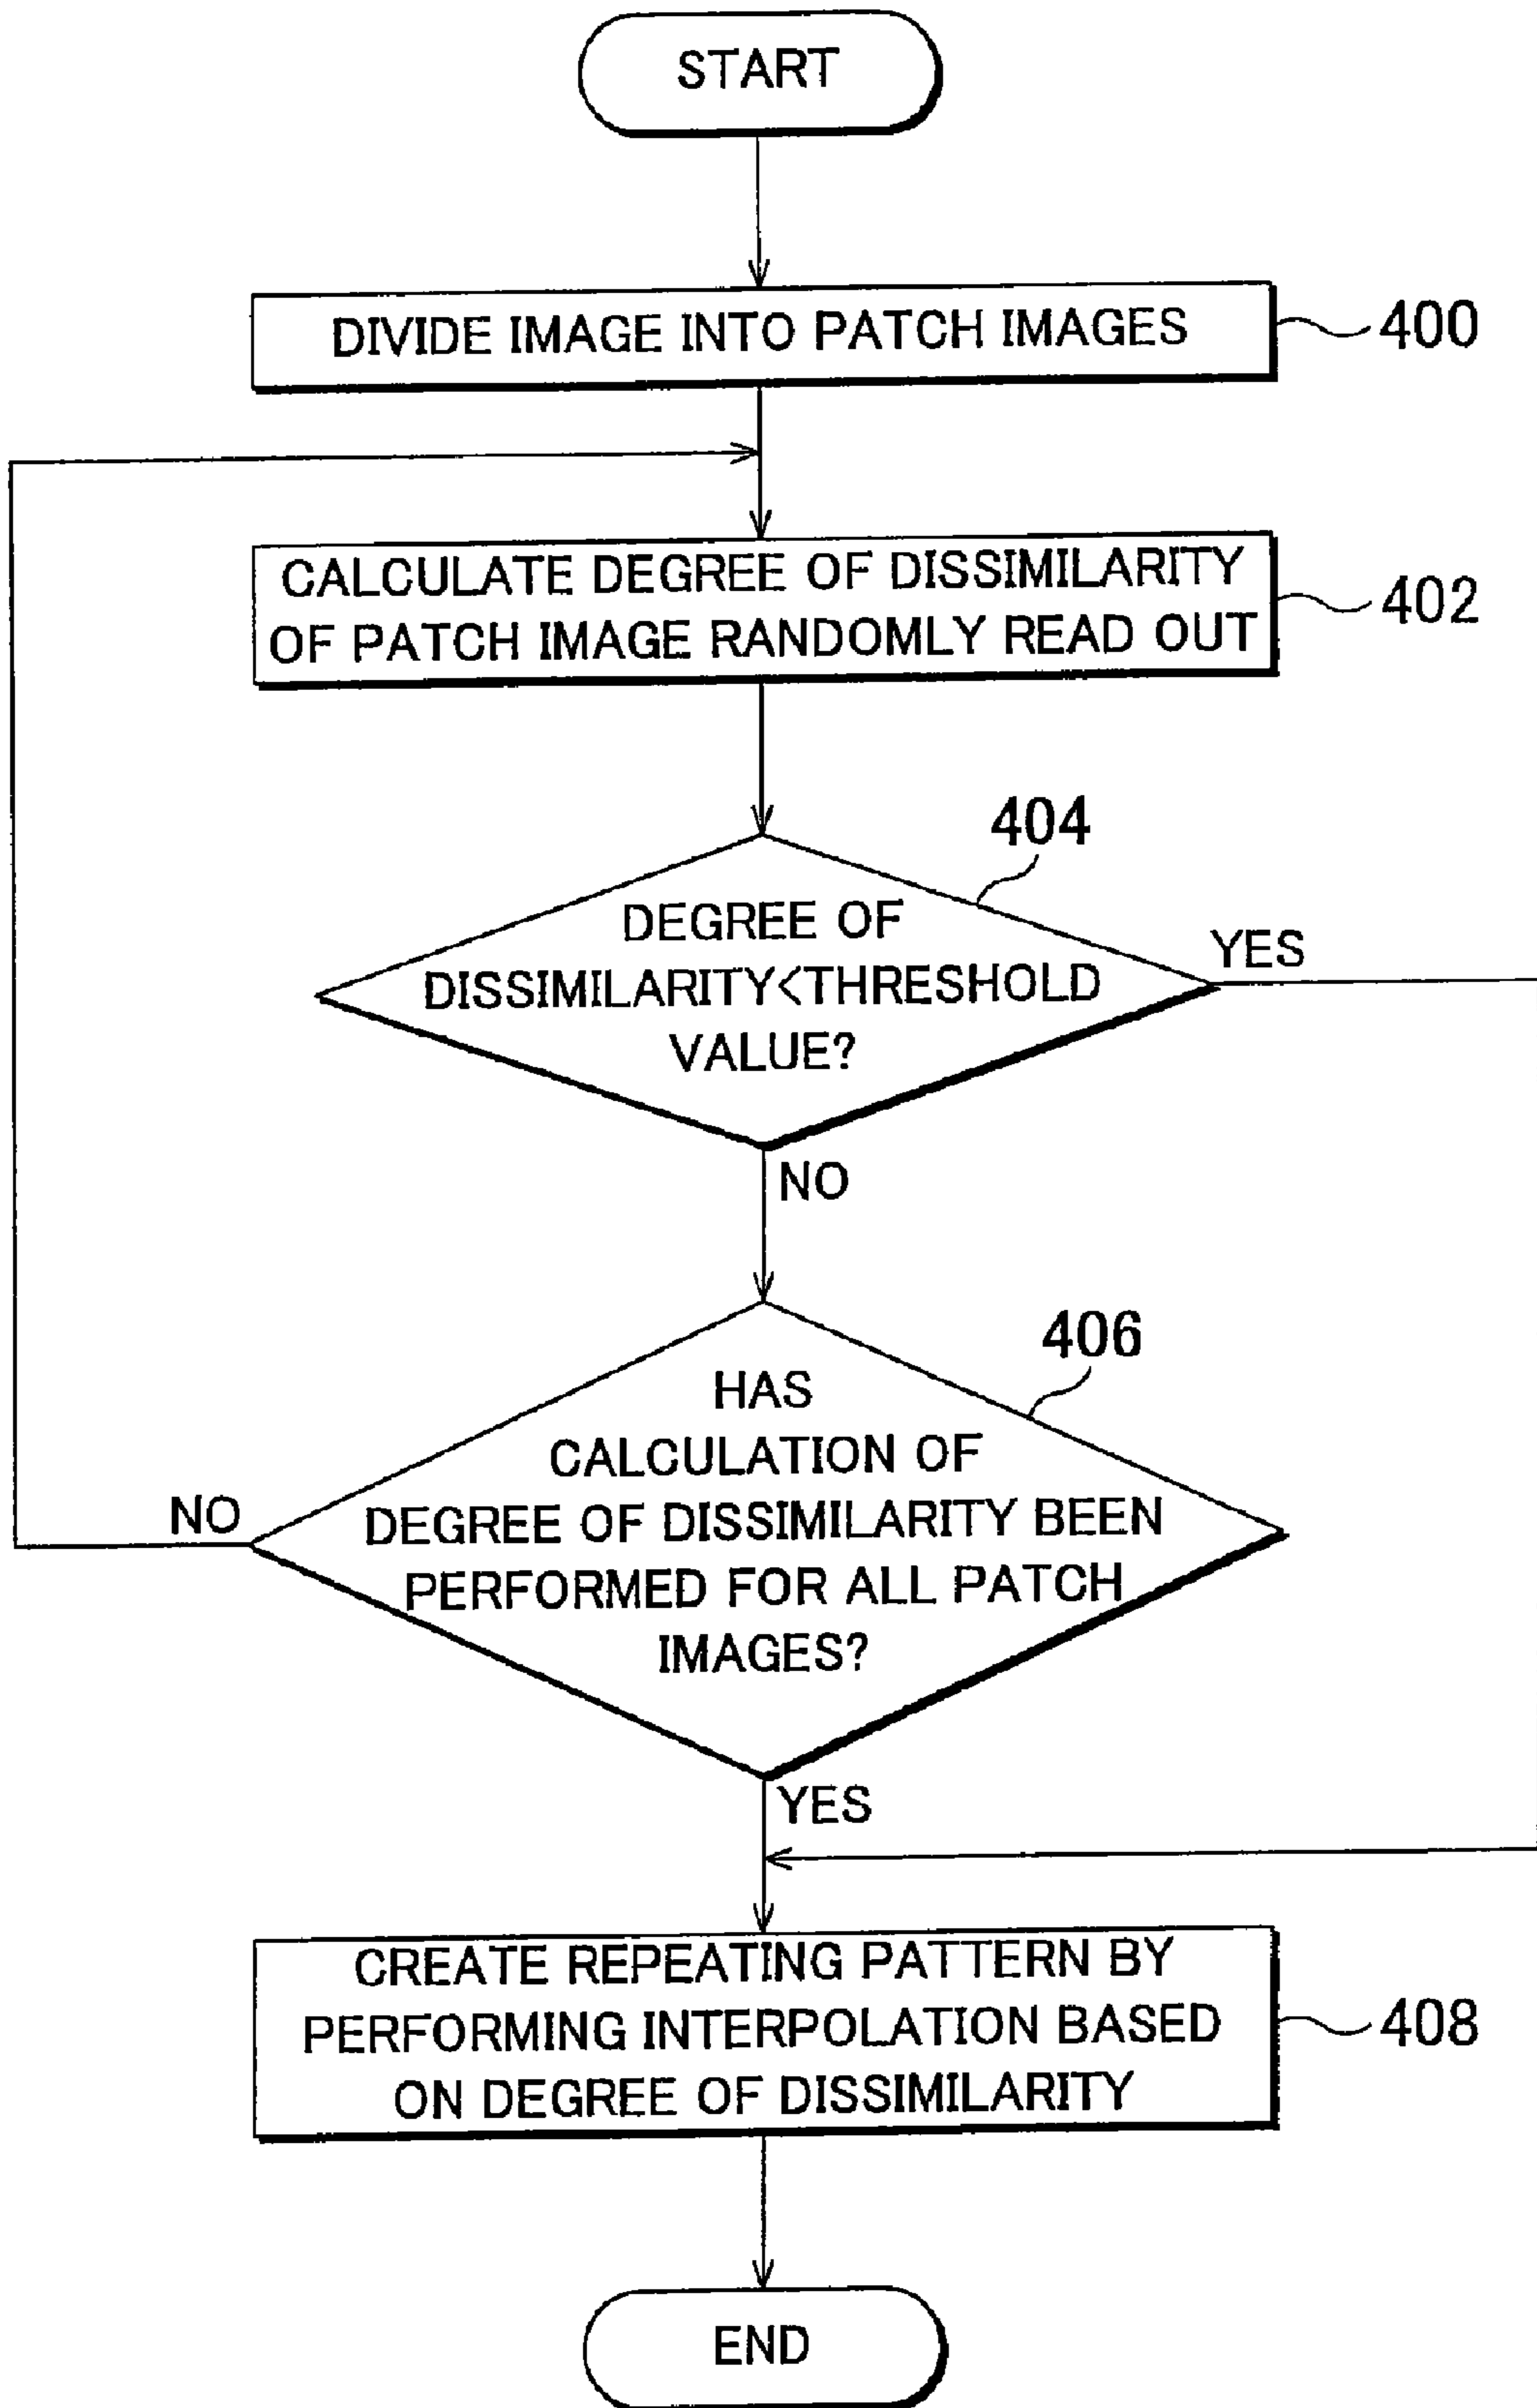 START
DIVIDE IMAGE INTO PATCH IMAGES
400
CALCULATE DEGREE OF DISSIMILARITY
OF PATCH IMAGE RANDOMLY READ OUT
402
404
DEGREE OF
DISSIMILARITY<THRESHOLD
VALUE?
YES
NO
406
HAS
CALCULATION OF
DEGREE OF DISSIMILARITY BEEN
PERFORMED FOR ALL PATCH
IMAGES?
NO
YES
CREATE REPEATING PATTERN BY
PERFORMING INTERPOLATION BASED
ON DEGREE OF DISSIMILARITY
408
END